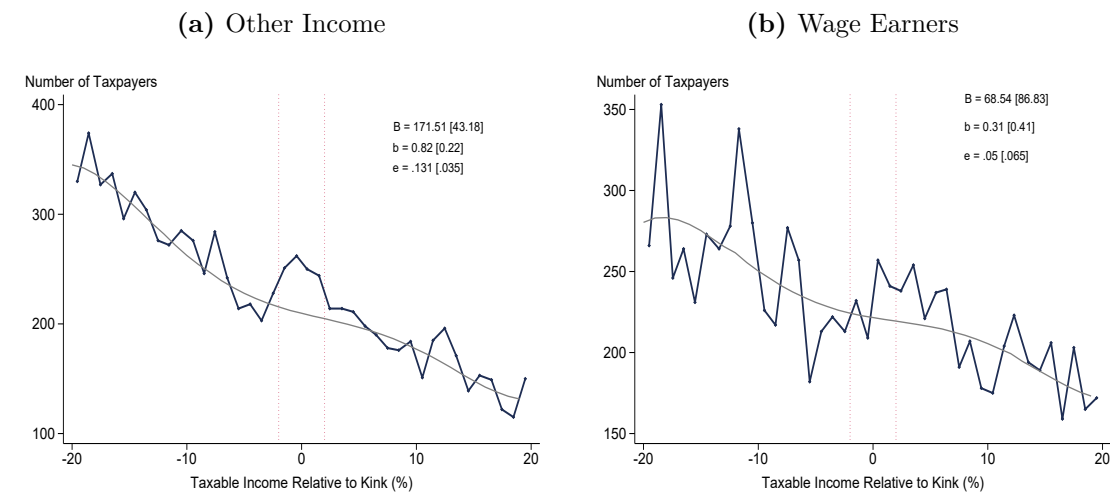 (a) Other Income
Number of Taxpayers
400
300
200
100
B = 171.51 [43.18]
b = 0.82 [0.22]
e = .131 [.035]
-20 -10 0 10 20
Taxable Income Relative to Kink (%)
(b) Wage Earners
Number of Taxpayers
350
300
250
200
150
B = 68.54 [86.83]
b = 0.31 [0.41]
e = .05 [.065]
-20 -10 0 10 20
Taxable Income Relative to Kink (%)